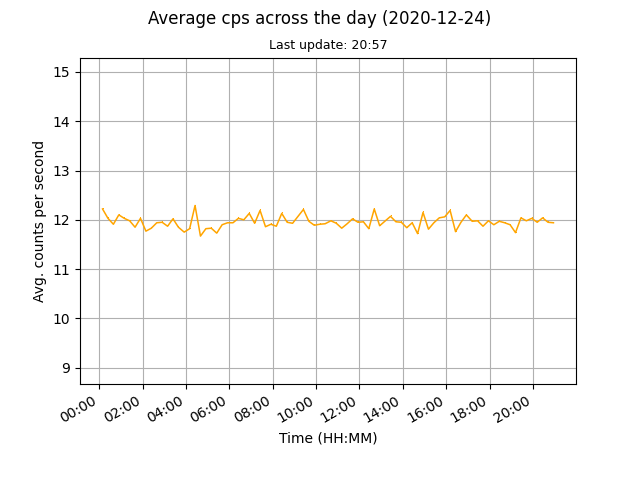 Average cps across the day (2020-12-24)
Last update: 20:57
15
14
13
12
11
10
9
Avg. counts per second
00:00 02:00 04:00 06:00 08:00 10:00 12:00 14:00 16:00 18:00 20:00
Time (HH:MM)